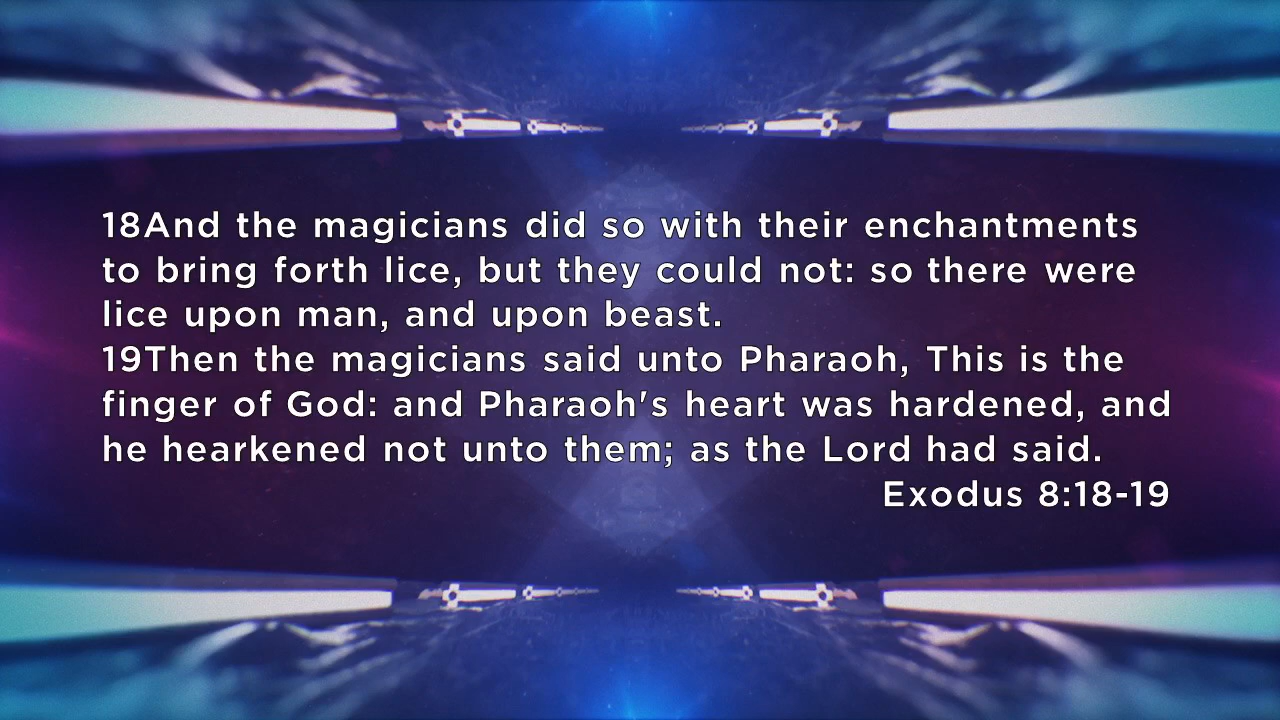 18And the magicians did so with their enchantments
to bring forth lice, but they could not: so there were
lice upon man, and upon beast.
19Then the magicians said unto Pharaoh, This is the
finger of God: and Pharaoh's heart was hardened, and
he hearkened not unto them; as the Lord had said.
Exodus 8:18-19